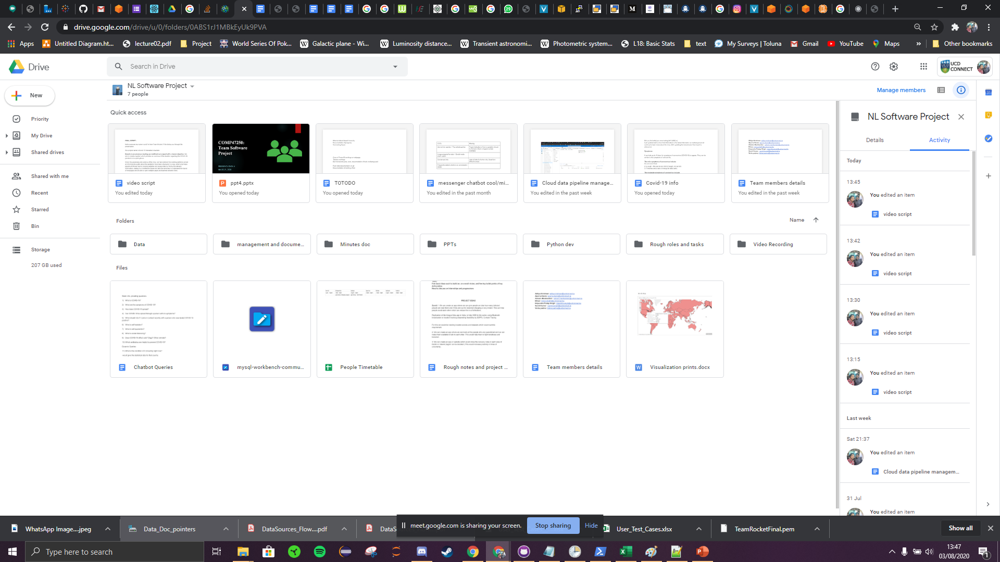 drive.google.com/drive/u/0/folders/0ABS1rJ1MBkEyUk9PVA
Apps
Untitled Diagram.ht...
lecture02.pdf
Project
World Series Of Pok...
Galactic plane - Wi...
Luminosity distance...
Transient astronomi...
Photometric system...
L18: Basic Stats
text
My Surveys | Toluna
Gmail
YouTube
Maps
»
Other bookmarks
Drive
Search in Drive
UCD
CONNECT
New
NL Software Project
7 people
Manage members
Priority
My Drive
Shared drives
Shared with me
Recent
Starred
Bin
Storage
207 GB used
Quick access
COMP47250:
Team Software
Project
video script
You edited today
ppt4.pptx
You opened today
TOTODO
You opened today
messenger chatbot cool/mi...
You edited in the past month
Cloud data pipeline manage...
You edited in the past week
Covid-19 info
You opened today
Team members details
You edited in the past week
Folders
Name
Data
management and docume...
Minutes doc
PPTs
Python dev
Rough roles and tasks
Video Recording
Files
PROJECT IDEAS
Chatbot Queries
mysql-workbench-commu...
People Timetable
Rough notes and project ...
Team members details
Visualization prints.docx
NL Software Project
Details
Activity
Today
13:45
You edited an item
video script
13:42
You edited an item
video script
13:30
You edited an item
video script
13:15
You edited an item
video script
Last week
Sat 21:37
You edited an item
Cloud data pipeline managem...
31 Jul
You edited an item
WhatsApp Image....jpeg
Data_Doc_pointers
DataSources_Flow....pdf
DataS
meet.google.com is sharing your screen.
Stop sharing
Hide
User_Test_Cases.xlsx
TeamRocketFinal.pem
Show all
Type here to search
13:47
03/08/2020
1